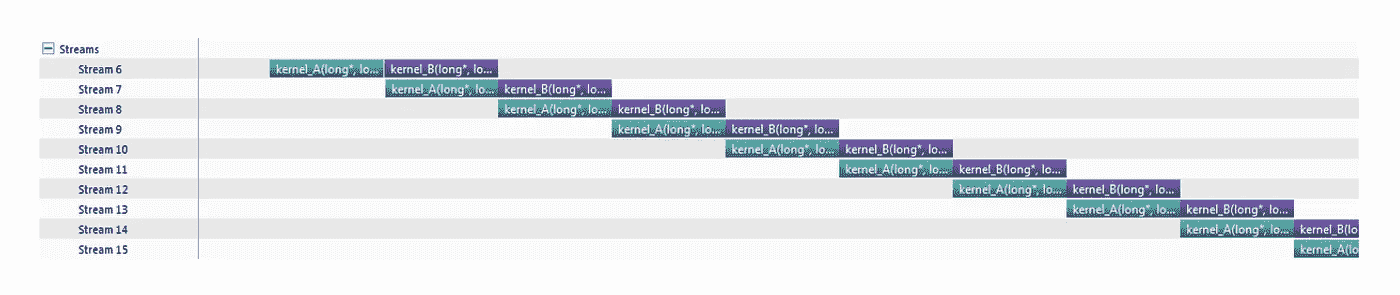 Streams
Stream 6 kernel_A(long*, lo... kernel_B(long*, lo...
Stream 7 kernel_A(long*, lo... kernel_B(long*, lo...
Stream 8 kernel_A(long*, lo... kernel_B(long*, lo...
Stream 9 kernel_A(long*, lo... kernel_B(long*, lo...
Stream 10 kernel_A(long*, lo... kernel_B(long*, lo...
Stream 11 kernel_A(long*, lo... kernel_B(long*, lo...
Stream 12 kernel_A(long*, lo... kernel_B(long*, lo...
Stream 13 kernel_A(long*, lo... kernel_B(long*, lo...
Stream 14 kernel_A(long*, lo... kernel_B(lo
Stream 15 kernel_A(lo